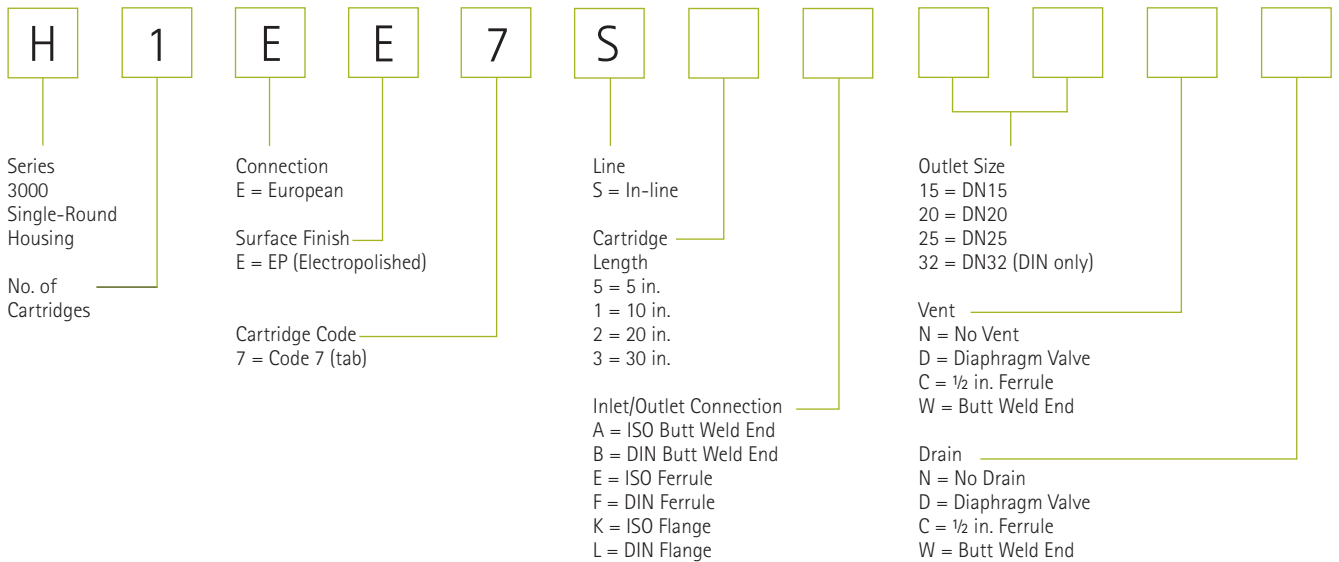 H 1 E E 7 S
Series
3000
Single-Round
Housing
No. of
Cartridges
Connection
E = European
Surface Finish
E = EP (Electropolished)
Cartridge Code
7 = Code 7 (tab)
Line
S = In-line
Cartridge
Length
5 = 5 in.
1 = 10 in.
2 = 20 in.
3 = 30 in.
Inlet/Outlet Connection
A = ISO Butt Weld End
B = DIN Butt Weld End
E = ISO Ferrule
F = DIN Ferrule
K = ISO Flange
L = DIN Flange
Outlet Size
15 = DN15
20 = DN20
25 = DN25
32 = DN32 (DIN only)
Vent
N = No Vent
D = Diaphragm Valve
C = ½ in. Ferrule
W = Butt Weld End
Drain
N = No Drain
D = Diaphragm Valve
C = ½ in. Ferrule
W = Butt Weld End